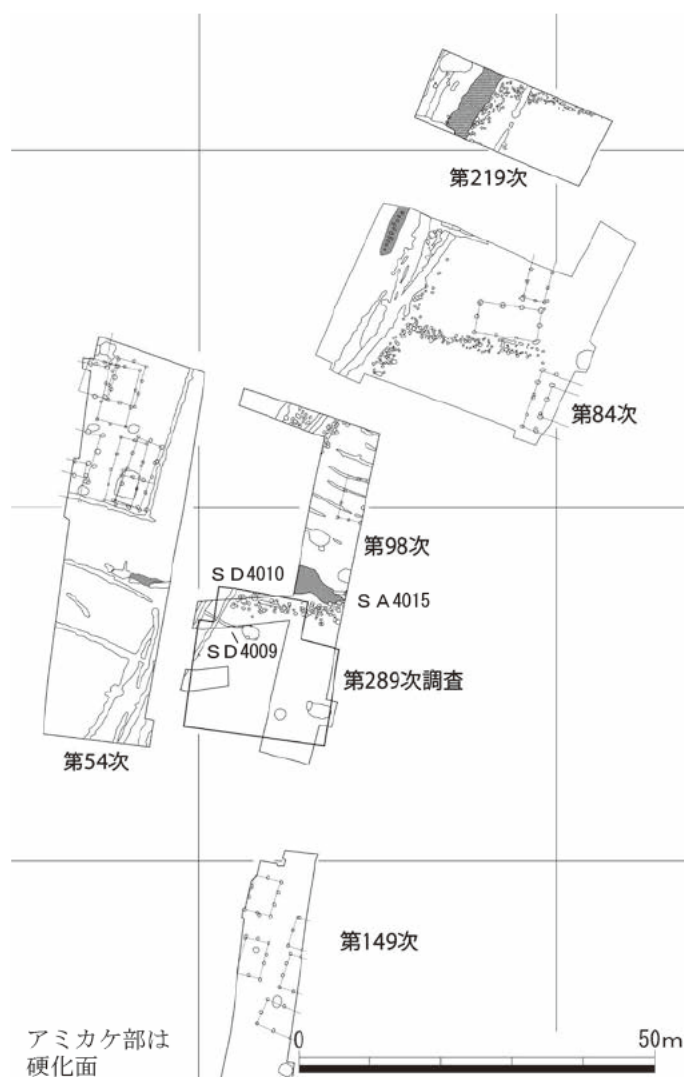 第219次
第84次
第98次
SD4010
SA4015
SD4009
第289次調査
第54次
第149次
アミカケ部は
硬化面
0
50m